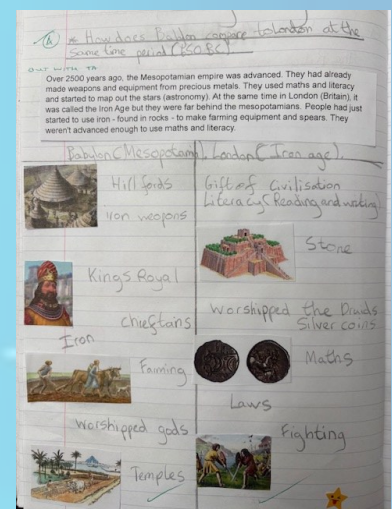 ④ * How does Babylon compare to London at the
same time period (BC)?
OUT WITH TA
Over 2500 years ago, the Mesopotamian empire was advanced. They had already
made weapons and equipment from precious metals. They used maths and literacy
and started to map out the stars (astronomy). At the same time in London (Britain), it
was called the Iron Age but they were far behind the mesopotamians. People had just
started to use iron - found in rocks - to make farming equipment and spears. They
weren't advanced enough to use maths and literacy.
Babylon (Mesopotamia). London (Iron age).
Hill fords
Gift of civilisation
Iron weapons
Literacy (Reading and writing)
Stone
Kings Royal
chieftains
Worshipped the Druids
Silver coins
Iron
Farming
Maths
Laws
Worshipped gods
Fighting
Temples